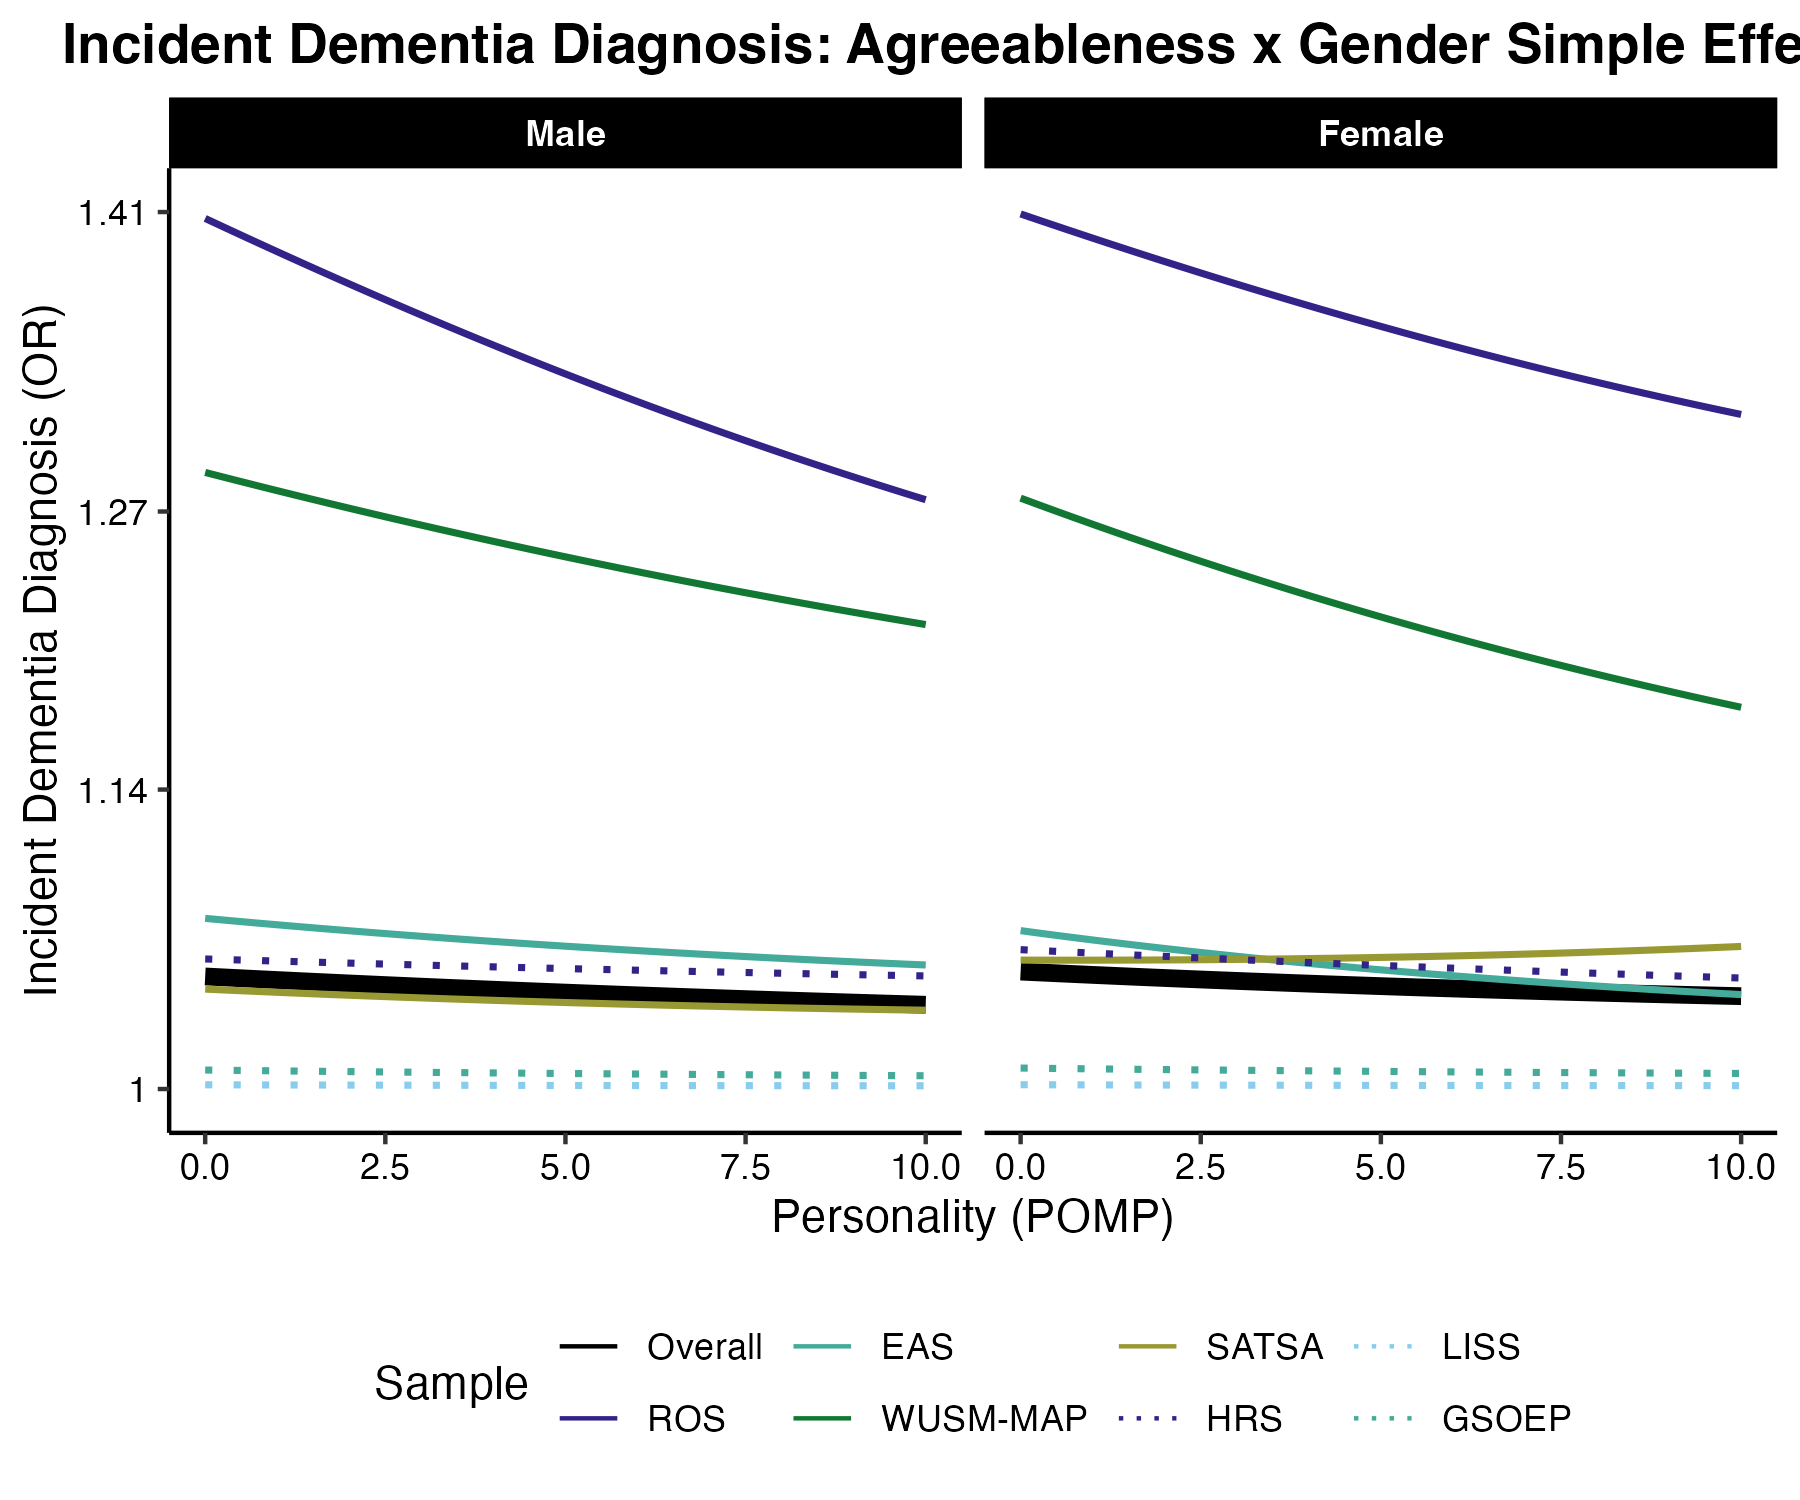 Incident Dementia Diagnosis: Agreeableness x Gender Simple Effe
Male
Female
Incident Dementia Diagnosis (OR)
1.41
1.27
1.14
1
0.0 2.5 5.0 7.5 10.0
0.0 2.5 5.0 7.5 10.0
Personality (POMP)
Sample
Overall EAS SATSA LISS
ROS WUSM-MAP HRS GSOEP